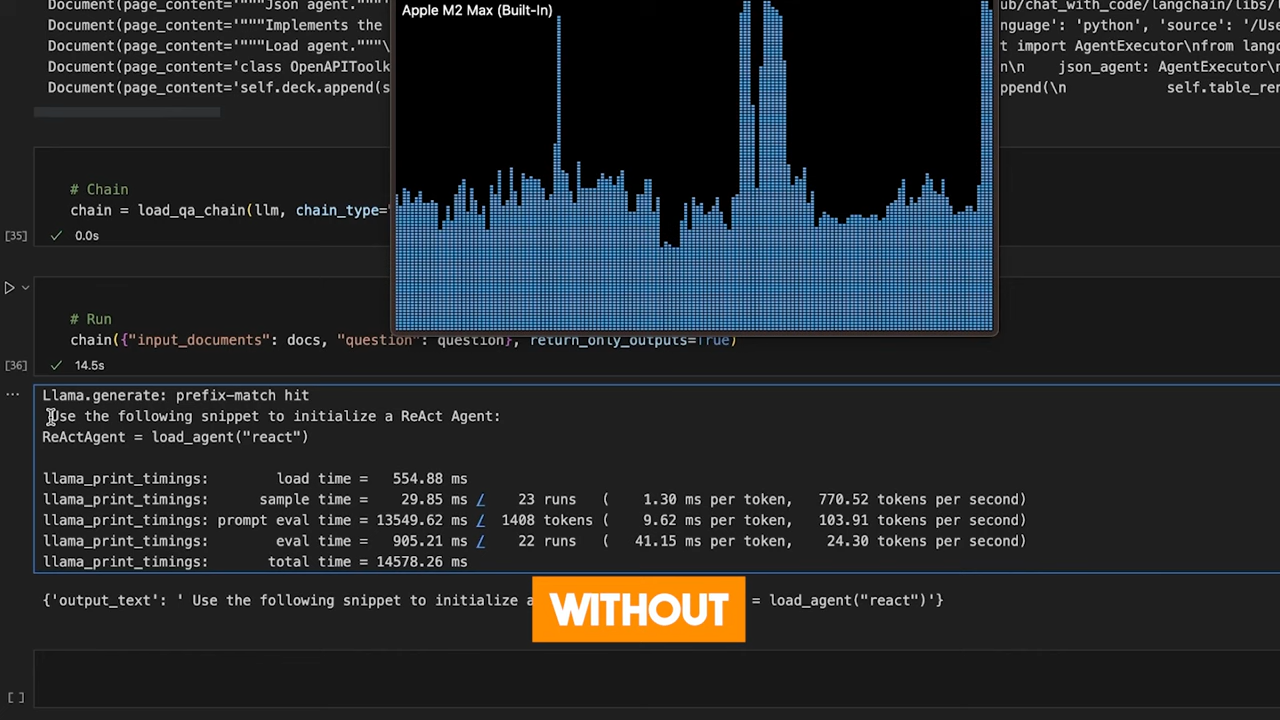 Document(page_content='"""Json agent.""" ub/chat_with_code/langchain/libs/
Document(page_content='"""Implements the nguage': 'python', 'source': '/Use
Document(page_content='"""Load agent."""\ t import AgentExecutor\nfrom lang
Document(page_content='class OpenAPIToolk n\n json_agent: AgentExecutor\n
Document(page_content='self.deck.append(s ppend(\n self.table_ren
Apple M2 Max (Built-In)
# Chain
chain = load_qa_chain(llm, chain_type="
[35]
0.0s
# Run
chain({"input_documents": docs, "question": question}, return_only_outputs=True)
[36]
14.5s
Llama.generate: prefix-match hit
Use the following snippet to initialize a ReAct Agent:
ReActAgent = load_agent("react")
llama_print_timings: load time = 554.88 ms
llama_print_timings: sample time = 29.85 ms / 23 runs ( 1.30 ms per token, 770.52 tokens per second)
llama_print_timings: prompt eval time = 13549.62 ms / 1408 tokens ( 9.62 ms per token, 103.91 tokens per second)
llama_print_timings: eval time = 905.21 ms / 22 runs ( 41.15 ms per token, 24.30 tokens per second)
llama_print_timings: total time = 14578.26 ms
{'output_text': ' Use the following snippet to initialize a = load_agent("react")'}
WITHOUT
[ ]